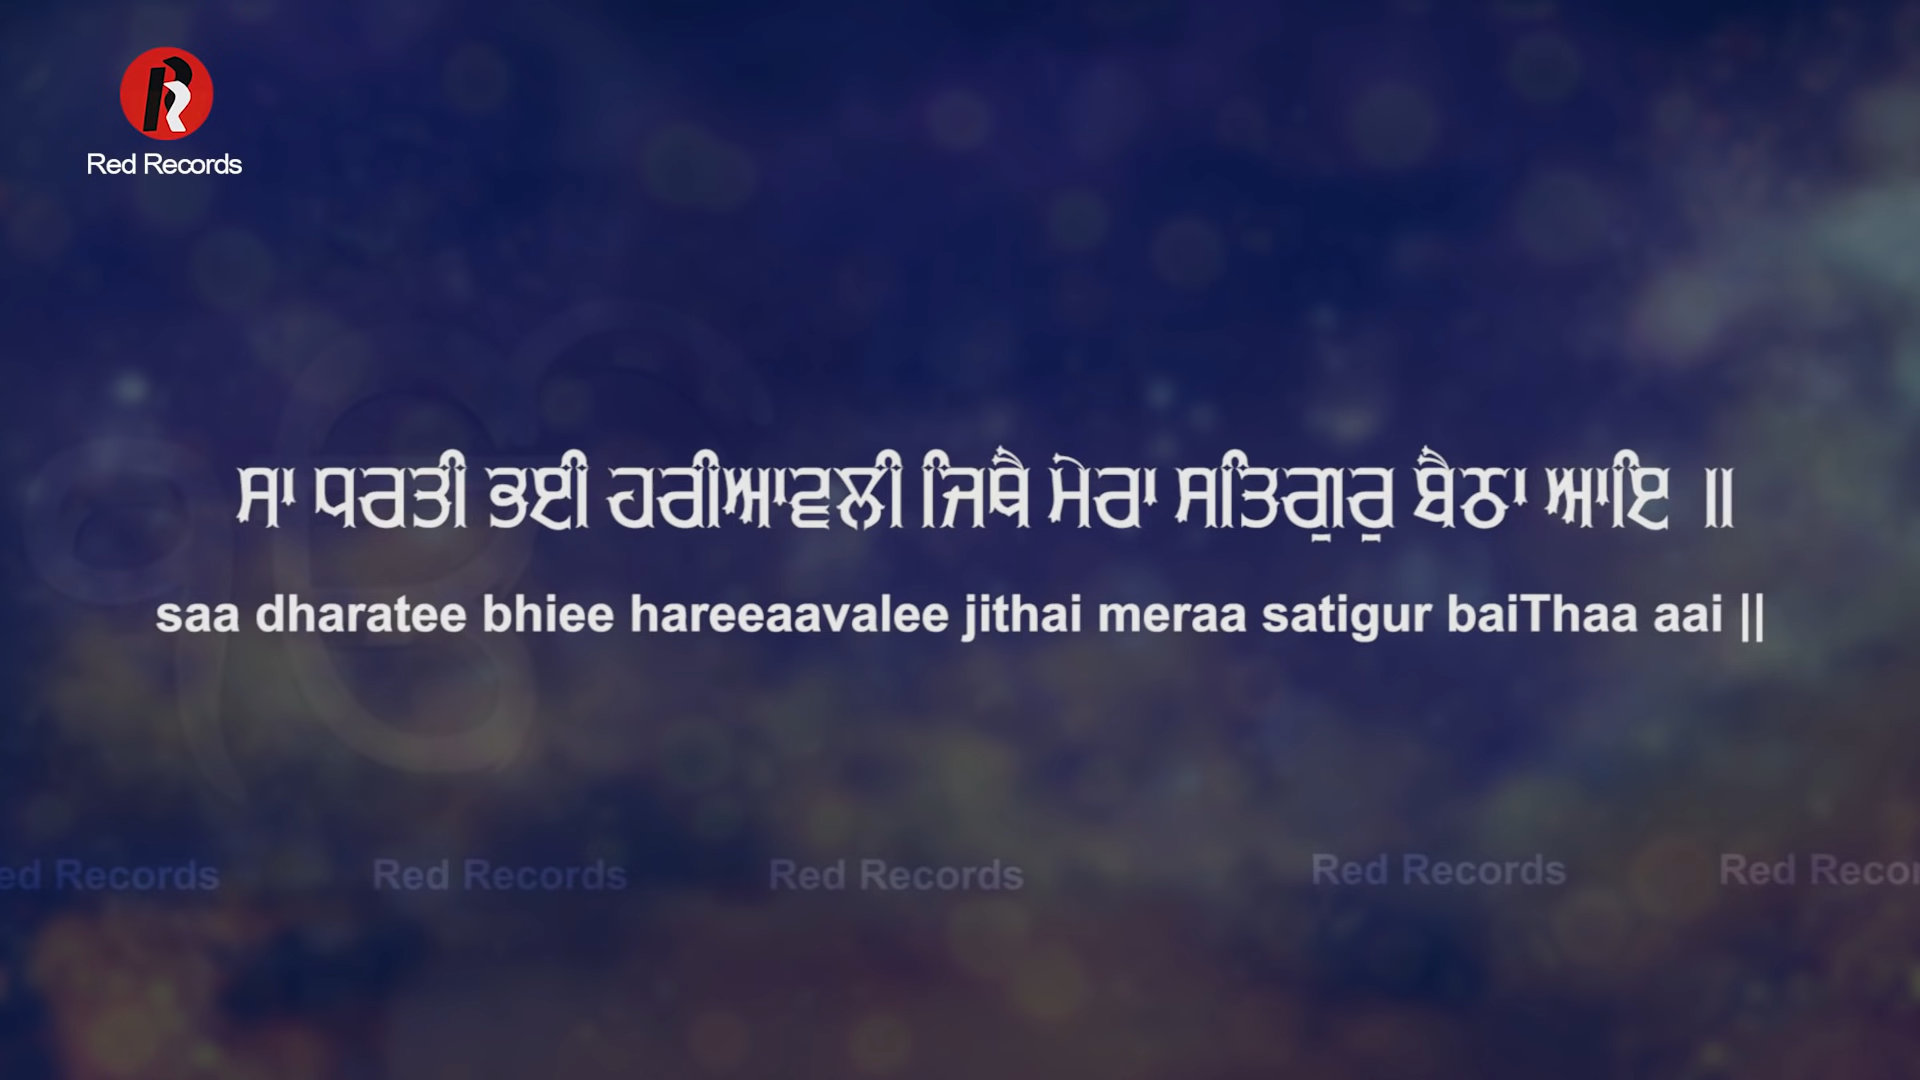 Red Records
ਸਾ ਧਰਤੀ ਭਈ ਹਰੀਆਵਲੀ ਜਿਥੈ ਮੇਰਾ ਸਤਿਗੁਰੁ ਬੈਠਾ ਆਇ ॥
saa dharatee bhiee hareeaavalee jithai meraa satigur baiThaa aai ||
ed Records Red Records Red Records Red Records Red Recor